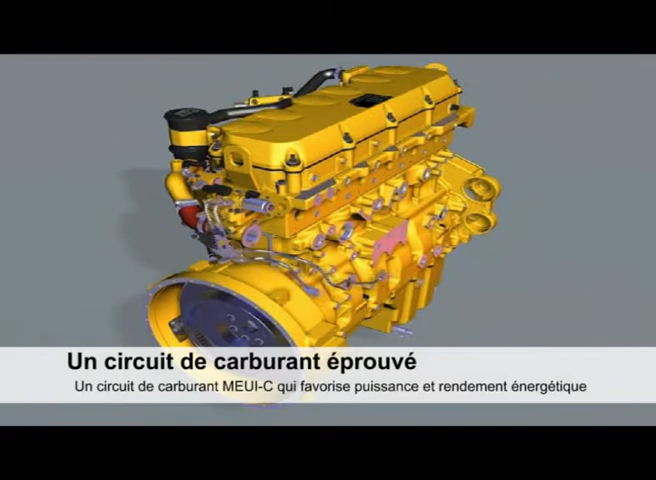 Un circuit de carburant éprouvé
Un circuit de carburant MEUI-C qui favorise puissance et rendement énergétique